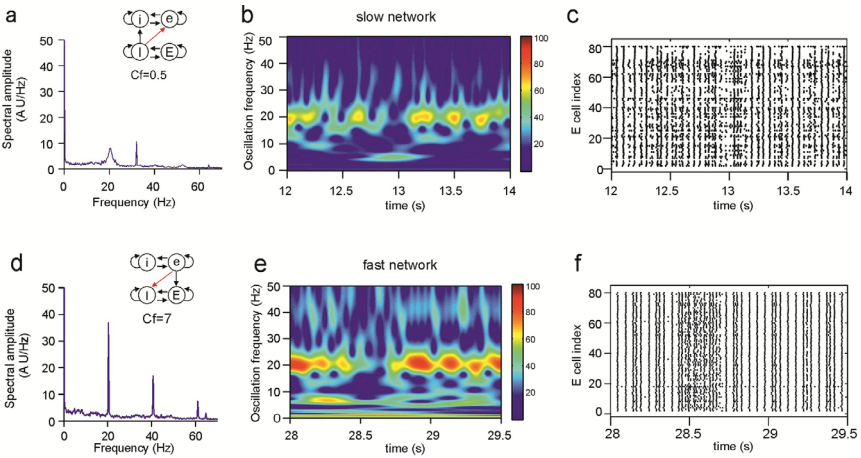 a
i e
I E
Cf=0.5
Spectral amplitude
(A U/Hz)
50
40
30
20
10
0
0 20 40 60
Frequency (Hz)
b
slow network
Oscillation frequency (Hz)
50
40
30
20
10
0
12 12.5 13 13.5 14
time (s)
100
80
60
40
20
c
E cell index
80
60
40
20
0
12 12.5 13 13.5 14
time (s)
d
i e
I E
Cf=7
Spectral amplitude
(A U/Hz)
50
40
30
20
10
0
0 20 40 60
Frequency (Hz)
e
fast network
Oscillation frequency (Hz)
50
40
30
20
10
0
28 28.5 29 29.5
time (s)
100
80
60
40
20
f
E cell index
80
60
40
20
0
28 28.5 29 29.5
time (s)